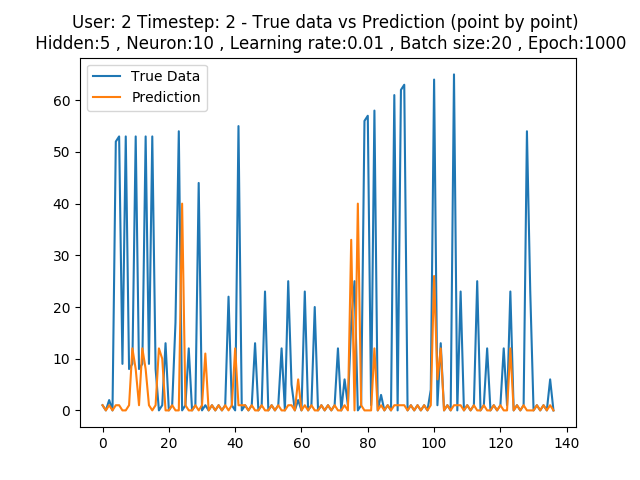 User: 2 Timestep: 2 - True data vs Prediction (point by point)
Hidden:5 , Neuron:10 , Learning rate:0.01 , Batch size:20 , Epoch:1000
True Data
Prediction
60
50
40
30
20
10
0
0 20 40 60 80 100 120 140